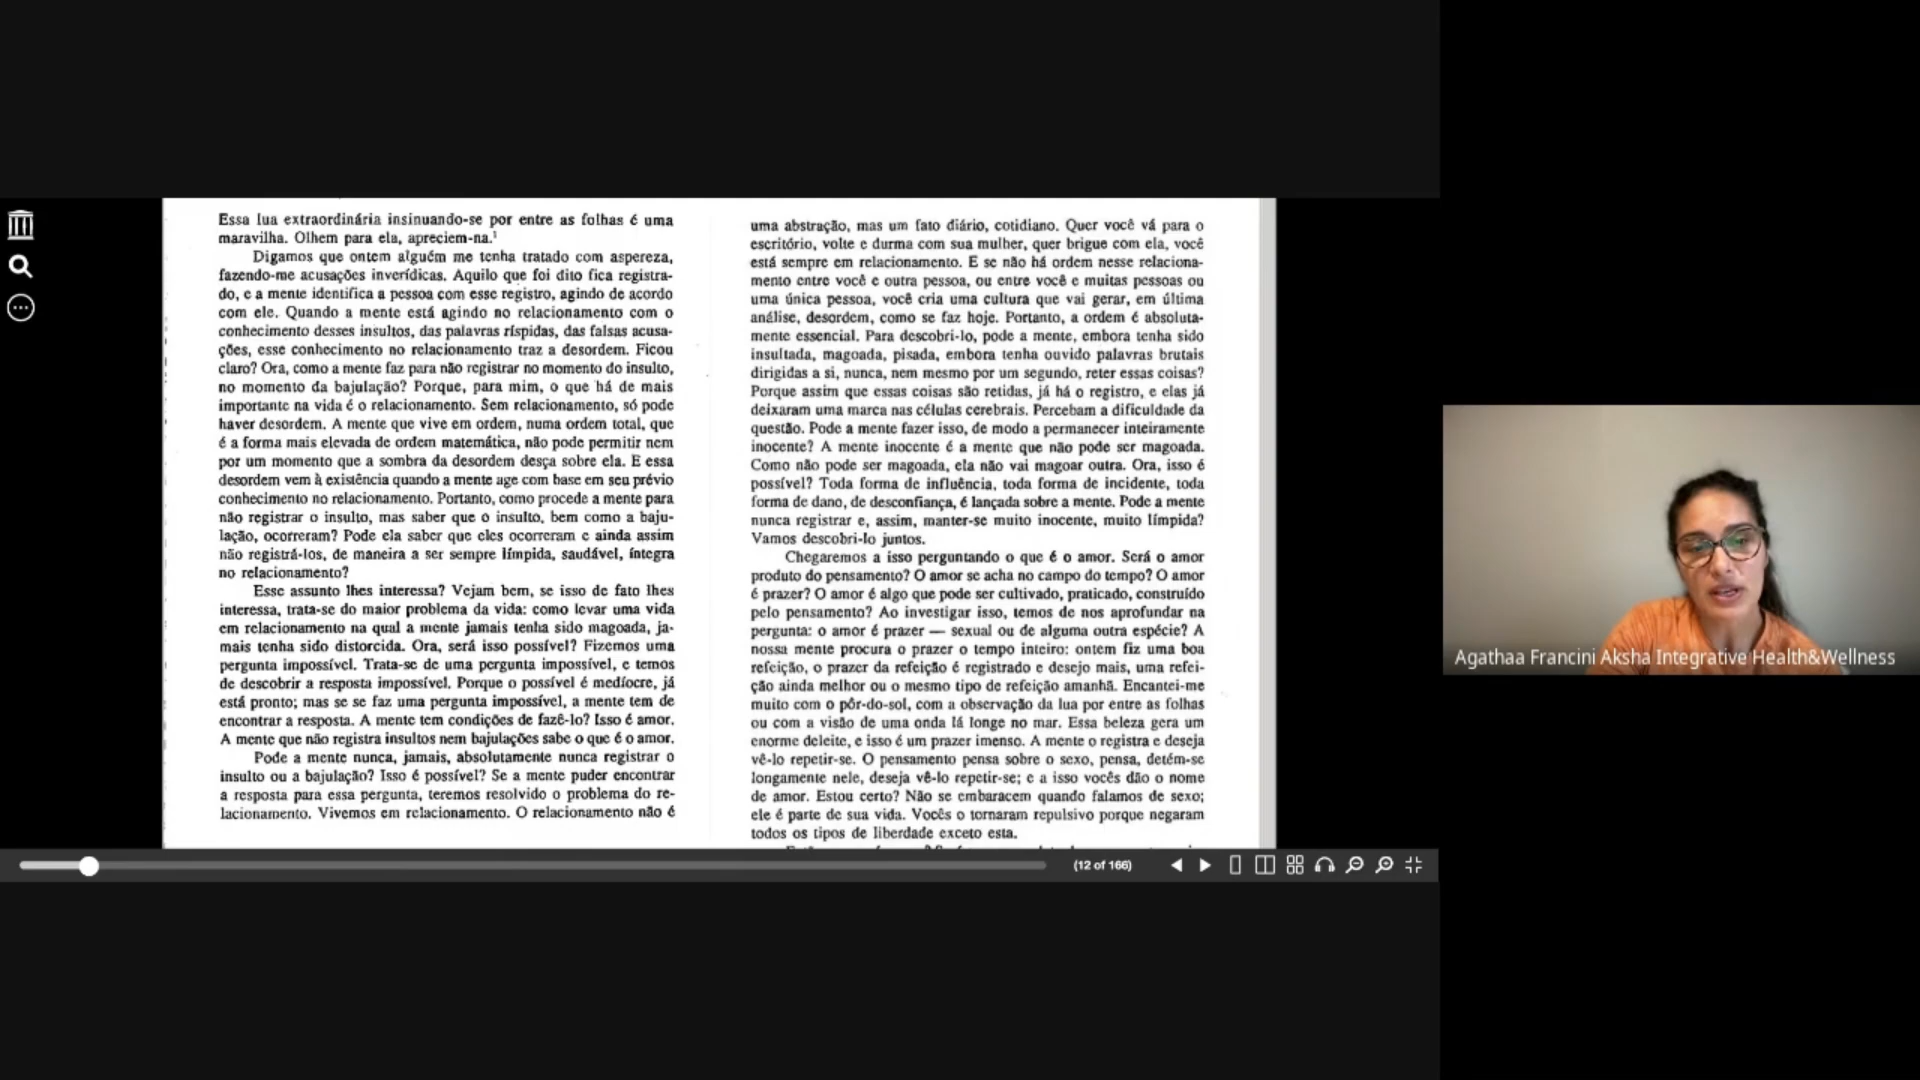 Essa lua extraordinária insinuando-se por entre as folhas é uma
maravilha. Olhem para ela, apreciem-na.¹
Digamos que ontem alguém me tenha tratado com aspereza,
fazendo-me acusações inverídicas. Aquilo que foi dito fica registra-
do, e a mente identifica a pessoa com esse registro, agindo de acordo
com ele. Quando a mente está agindo no relacionamento com o
conhecimento desses insultos, das palavras ríspidas, das falsas acusa-
ções, esse conhecimento no relacionamento traz a desordem. Ficou
claro? Ora, como a mente faz para não registrar no momento do insulto,
no momento da bajulação? Porque, para mim, o que há de mais
importante na vida é o relacionamento. Sem relacionamento, só pode
haver desordem. A mente que vive em ordem, numa ordem total, que
é a forma mais elevada de ordem matemática, não pode permitir nem
por um momento que a sombra da desordem desça sobre ela. E essa
desordem vem à existência quando a mente age com base em seu prévio
conhecimento no relacionamento. Portanto, como procede a mente para
não registrar o insulto, mas saber que o insulto, bem como a baju-
lação, ocorreram? Pode ela saber que eles ocorreram e ainda assim
não registrá-los, de maneira a ser sempre límpida, saudável, íntegra
no relacionamento?
Esse assunto lhes interessa? Vejam bem, se isso de fato lhes
interessa, trata-se do maior problema da vida: como levar uma vida
em relacionamento na qual a mente jamais tenha sido magoada, ja-
mais tenha sido distorcida. Ora, será isso possível? Fizemos uma
pergunta impossível. Trata-se de uma pergunta impossível, e temos
de descobrir a resposta impossível. Porque o possível é medíocre, já
está pronto; mas se se faz uma pergunta impossível, a mente tem de
encontrar a resposta. A mente tem condições de fazê-lo? Isso é amor.
A mente que não registra insultos nem bajulações sabe o que é o amor.
Pode a mente nunca, jamais, absolutamente nunca registrar o
insulto ou a bajulação? Isso é possível? Se a mente puder encontrar
a resposta para essa pergunta, teremos resolvido o problema do re-
lacionamento. Vivemos em relacionamento. O relacionamento não é
uma abstração, mas um fato diário, cotidiano. Quer você vá para o
escritório, volte e durma com sua mulher, quer brigue com ela, você
está sempre em relacionamento. E se não há ordem nesse relaciona-
mento entre você e outra pessoa, ou entre você e muitas pessoas ou
uma única pessoa, você cria uma cultura que vai gerar, em última
análise, desordem, como se faz hoje. Portanto, a ordem é absoluta-
mente essencial. Para descobri-lo, pode a mente, embora tenha sido
insultada, magoada, pisada, embora tenha ouvido palavras brutais
dirigidas a si, nunca, nem mesmo por um segundo, reter essas coisas?
Porque assim que essas coisas são retidas, já há o registro, e elas já
deixaram uma marca nas células cerebrais. Percebam a dificuldade da
questão. Pode a mente fazer isso, de modo a permanecer inteiramente
inocente? A mente inocente é a mente que não pode ser magoada.
Como não pode ser magoada, ela não vai magoar outra. Ora, isso é
possível? Toda forma de influência, toda forma de incidente, toda
forma de dano, de desconfiança, é lançada sobre a mente. Pode a mente
nunca registrar e, assim, manter-se muito inocente, muito límpida?
Vamos descobri-lo juntos.
Chegaremos a isso perguntando o que é o amor. Será o amor
produto do pensamento? O amor se acha no campo do tempo? O amor
é prazer? O amor é algo que pode ser cultivado, praticado, construído
pelo pensamento? Ao investigar isso, temos de nos aprofundar na
pergunta: o amor é prazer — sexual ou de alguma outra espécie? A
nossa mente procura o prazer o tempo inteiro: ontem fiz uma boa
refeição, o prazer da refeição é registrado e desejo mais, uma refei-
ção ainda melhor ou o mesmo tipo de refeição amanhã. Encantei-me
muito com o pôr-do-sol, com a observação da lua por entre as folhas
ou com a visão de uma onda lá longe no mar. Essa beleza gera um
enorme deleite, e isso é um prazer imenso. A mente o registra e deseja
vê-lo repetir-se. O pensamento pensa sobre o sexo, pensa, detém-se
longamente nele, deseja vê-lo repetir-se; e a isso vocês dão o nome
de amor. Estou certo? Não se embaracem quando falamos de sexo;
ele é parte de sua vida. Vocês o tornaram repulsivo porque negaram
todos os tipos de liberdade exceto esta.
(12 of 166)
Agathaa Francini Aksha Integrative Health&Wellness